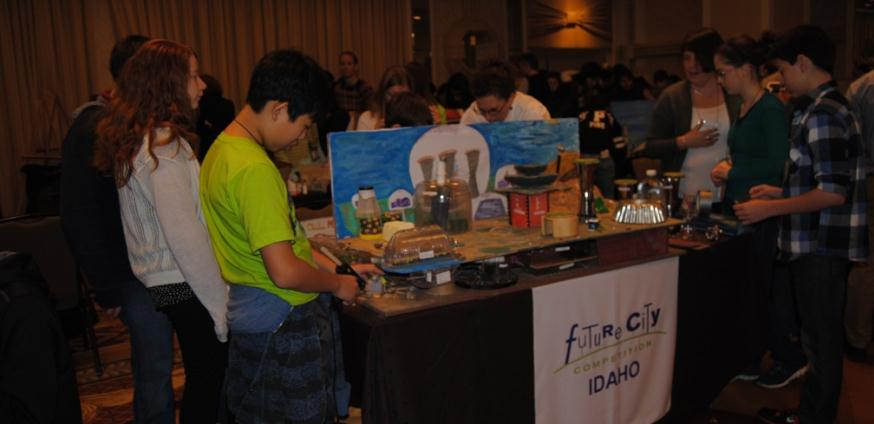 future City
COMPETITION
IDAHO